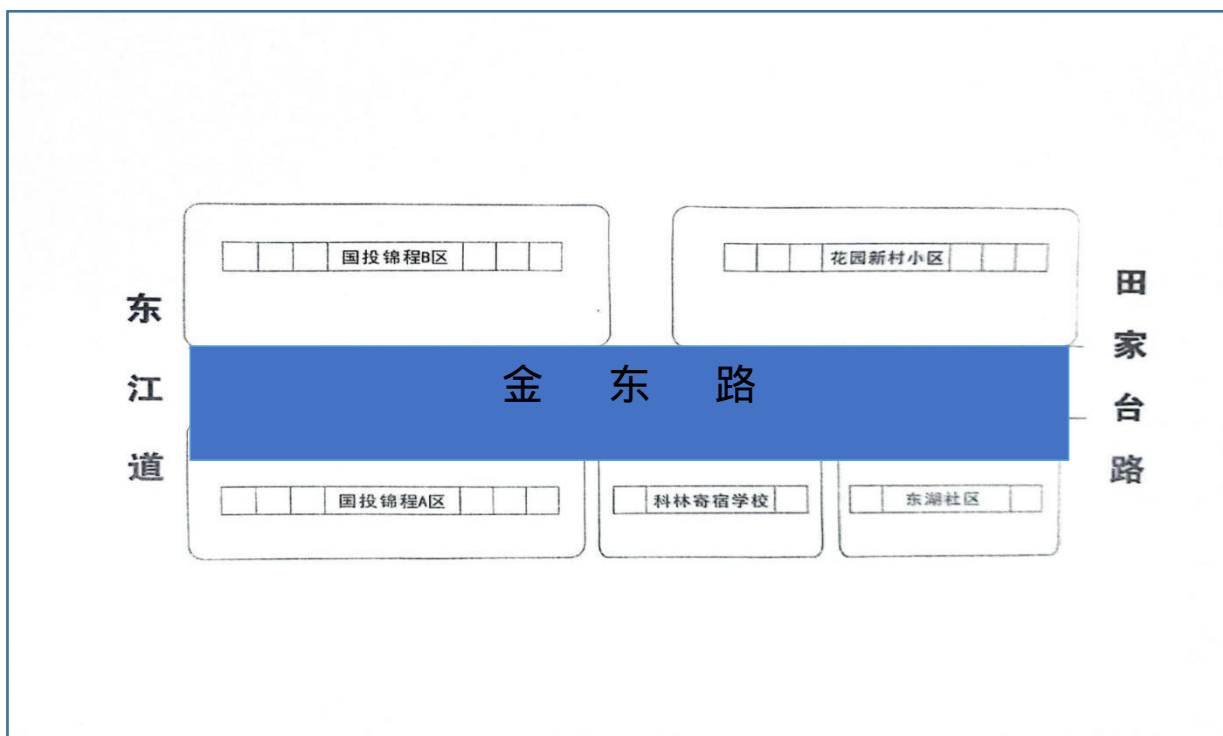 国投锦程B区
花园新村小区
东江道
金东路
田家台路
国投锦程A区
科林寄宿学校
东湖社区